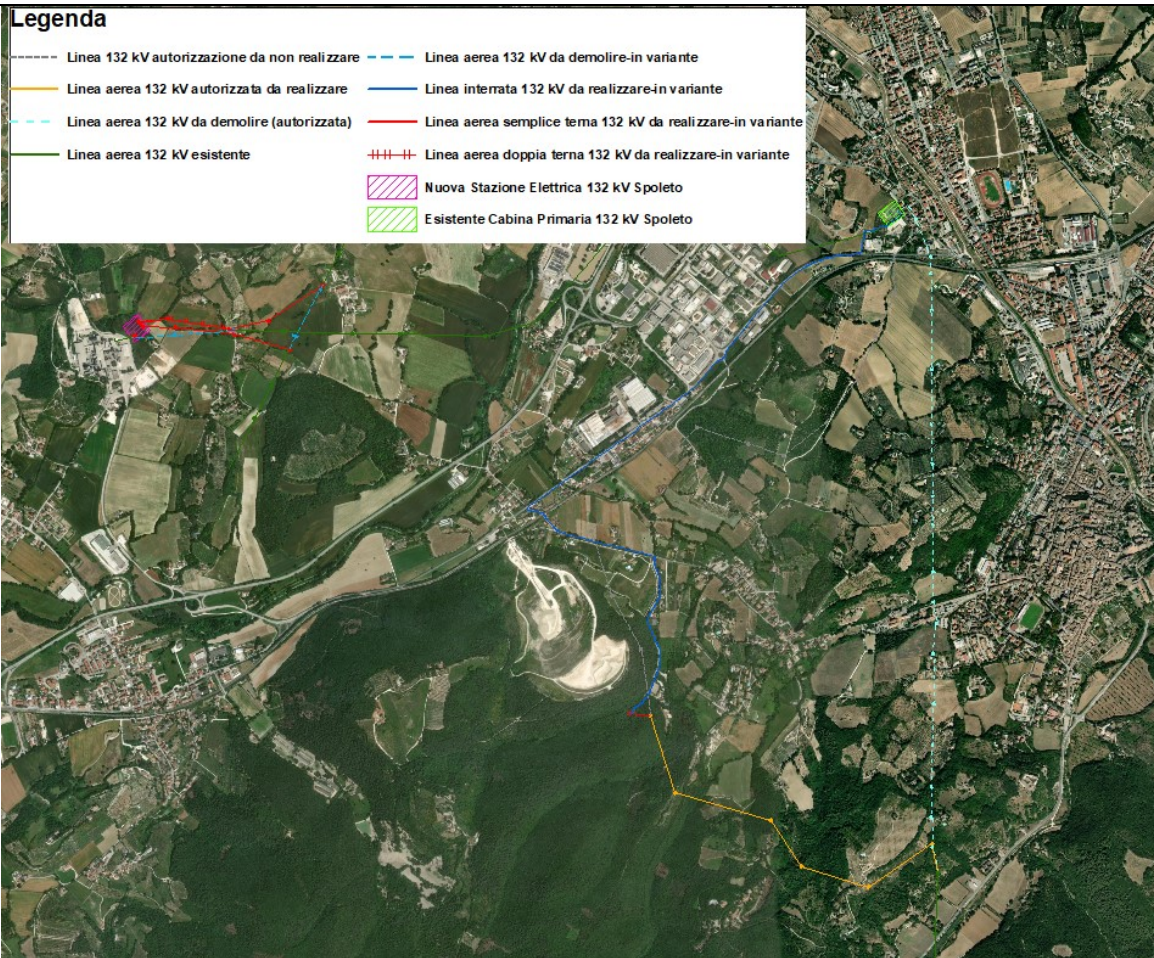 Legenda
Linea 132 kV autorizzazione da non realizzare
Linea aerea 132 kV autorizzata da realizzare
Linea aerea 132 kV da demolire (autorizzata)
Linea aerea 132 kV esistente
Linea aerea 132 kV da demolire-in variante
Linea interrata 132 kV da realizzare-in variante
Linea aerea semplice terna 132 kV da realizzare-in variante
Linea aerea doppia terna 132 kV da realizzare-in variante
Nuova Stazione Elettrica 132 kV Spoleto
Esistente Cabina Primaria 132 kV Spoleto